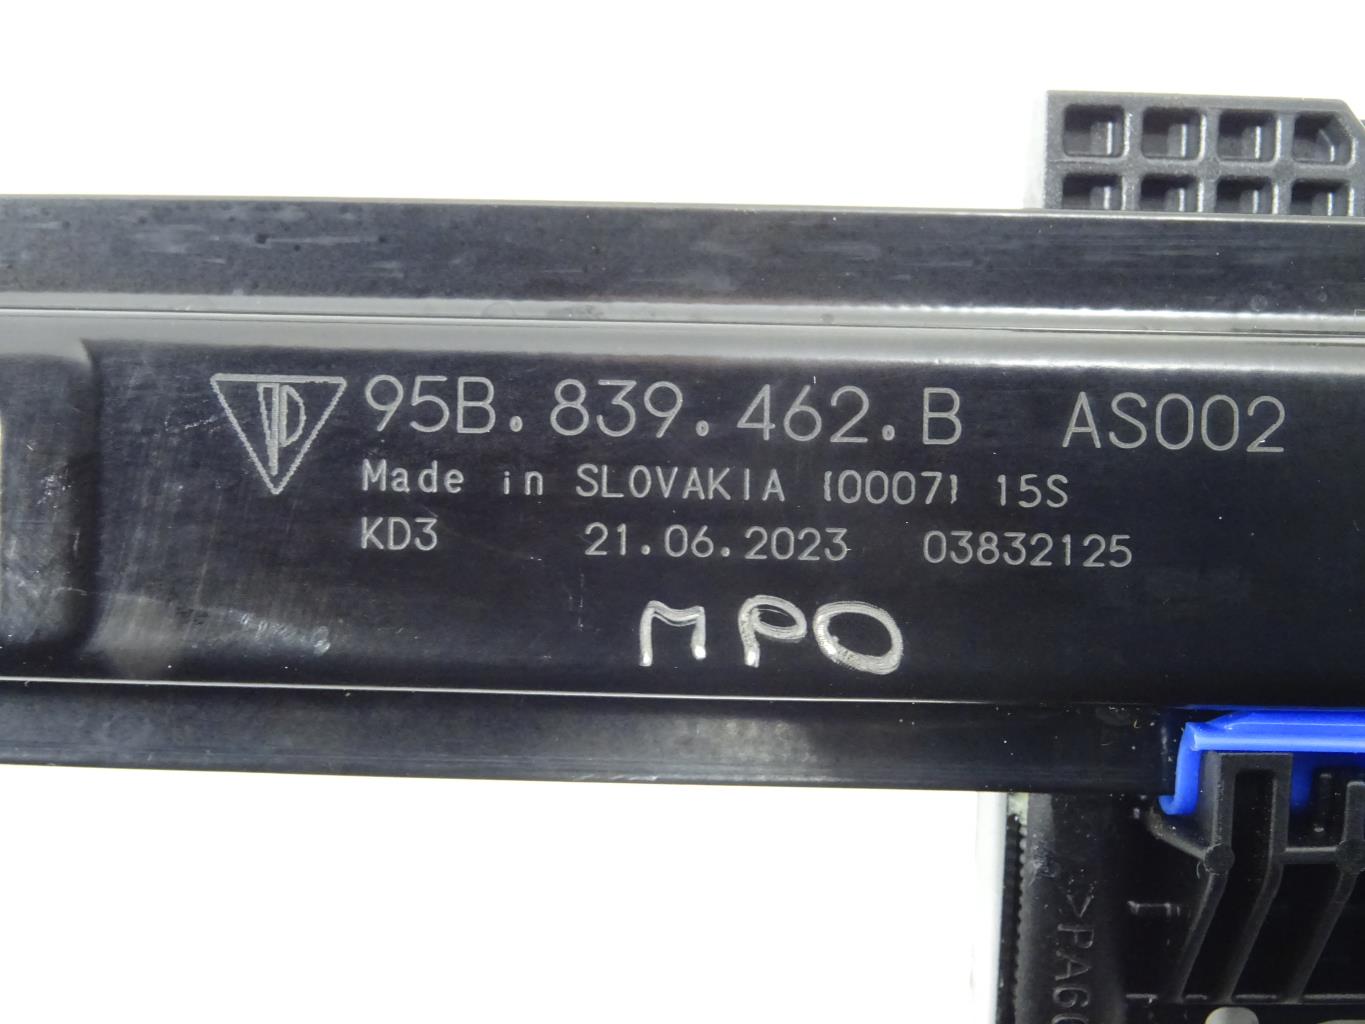 95B.839.462.B AS002
Made in SLOVAKIA {0007} 15S
KD3 21.06.2023 03832125
MPO